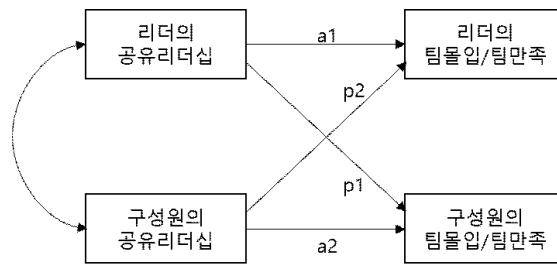 리더의
공유리더십
a1
리더의
팀몰입/팀만족
p2
p1
구성원의
공유리더십
a2
구성원의
팀몰입/팀만족